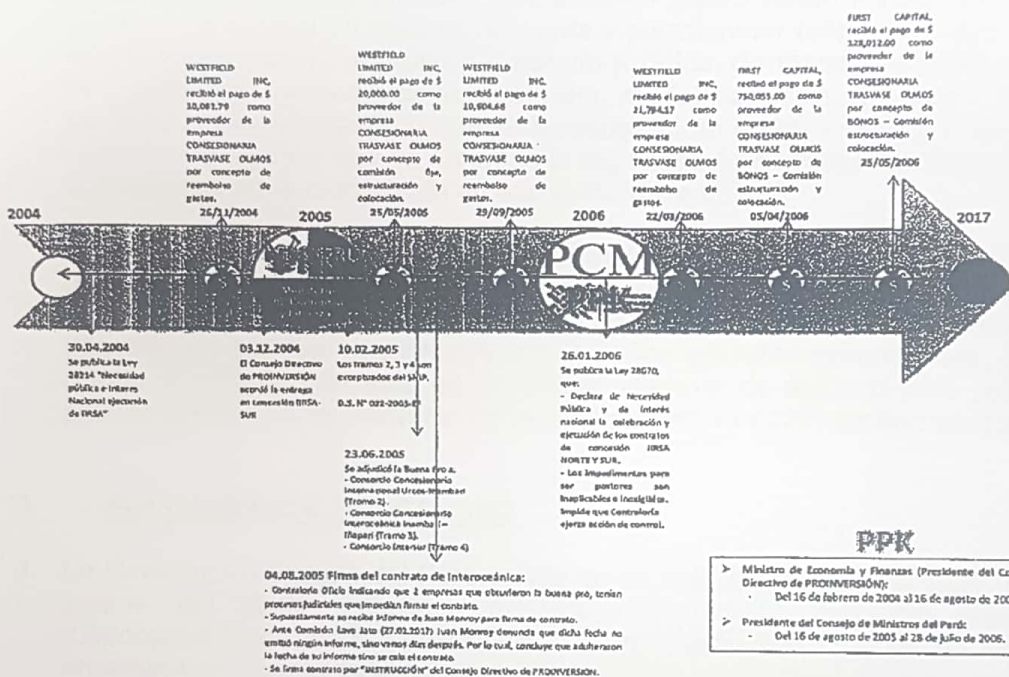 WESTFIELD
LIMITED INC,
recibió el pago de $
10,081.79 como
proveedor de la
empresa
CONSESIONARIA
TRASVASE OLMOS
por concepto de
reembolso de
gastos.
26/11/2004
WESTFIELD
LIMITED INC,
recibió el pago de $
20,000.00 como
proveedor de la
empresa
CONSESIONARIA
TRASVASE OLMOS
por concepto de
comisión fija,
estructuración y
colocación.
25/05/2005
WESTFIELD
LIMITED INC,
recibió el pago de $
10,604.68 como
proveedor de la
empresa
CONSESIONARIA
TRASVASE OLMOS
por concepto de
reembolso de
gastos.
29/09/2005
WESTFIELD
LIMITED INC,
recibió el pago de $
21,794.17 como
proveedor de la
empresa
CONSESIONARIA
TRASVASE OLMOS
por concepto de
reembolso de
gastos.
22/03/2006
FIRST CAPITAL,
recibió el pago de $
750,055.00 como
proveedor de la
empresa
CONSESIONARIA
TRASVASE OLMOS
por concepto de
BONOS – Comisión
estructuración y
colocación.
05/04/2006
FIRST CAPITAL,
recibió el pago de $
128,012.00 como
proveedor de la
empresa
CONSESIONARIA
TRASVASE OLMOS
por concepto de
BONOS – Comisión
estructuración y
colocación.
25/05/2006
2004
2005
2006
2017
PCM
PPK
30.04.2004
Se publica la Ley
28214 "Necesidad
pública e Interés
Nacional ejecución
de IIRSA"
03.12.2004
El Consejo Directivo
de PROINVERSIÓN
acordó la entrega
en concesión IIRSA-
SUR
10.02.2005
Los tramos 2, 3 y 4 son
exceptuados del SNIP.
D.S. N° 022-2005-EF
23.06.2005
Se adjudicó la Buena Pro a.
- Consorcio Concesionaria
(Tramo 2).
- Consorcio Concesionario
Interoceánica Inambari–
Iñapari (Tramo 3).
- Consorcio Intersur (Tramo 4)
26.01.2006
Se publica la Ley 28670,
que:
- Declara de Necesidad
Pública y de interés
nacional la celebración y
ejecución de los contratos
de concesión IIRSA
NORTE Y SUR.
- Los impedimentos para
ser postores son
Inaplicables e inexigibles.
Impide que Contraloría
ejerza acción de control.
04.08.2005 Firma del contrato de Interoceánica:
- Contraloría Oficio Indicando que 2 empresas que obtuvieron la buena pro, tenían
procesos judiciales que impedían firmar el contrato.
- Supuestamente se recibe Informe de Juan Monroy para firma de contrato.
- Ante Comisión Lava Jato (27.02.2017) Juan Monroy denuncia que dicha fecha no
emitió ningún informe, sino varios días después. Por lo cual, concluye que adulteraron
la fecha de su informe sino se caía el contrato.
- Se firma contrato por "INSTRUCCIÓN" del Consejo Directivo de PROINVERSION.
PPK
➢ Ministro de Economía y Finanzas (Presidente del
Directivo de PROINVERSIÓN):
- Del 16 de febrero de 2004 al 16 de agosto de
➢ Presidente del Consejo de Ministros del Perú:
- Del 16 de agosto de 2005 al 28 de julio de 2006.